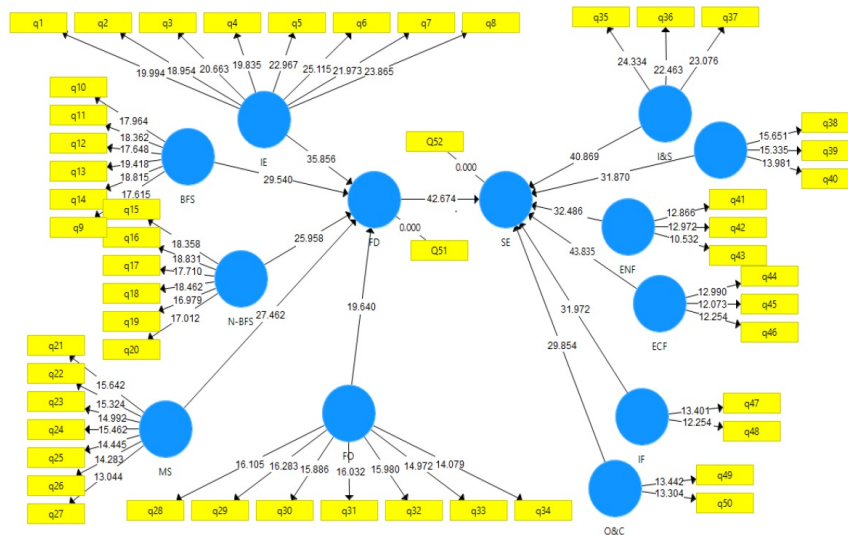 q1
q2
q3
q4
q5
q6
q7
q8
19.994
18.954
20.663
19.835
22.967
25.115
21.973
23.865
IE
q10
q11
q12
q13
q14
q9
17.964
18.362
17.648
19.418
18.815
17.615
BFS
q15
q16
q17
q18
q19
q20
18.358
18.831
17.710
18.462
16.979
17.012
N-BFS
q21
q22
q23
q24
q25
q26
q27
15.642
15.324
14.992
15.462
14.445
14.283
13.044
MS
35.856
29.540
25.958
27.462
19.640
FD
0.000
Q51
42.674
Q52
0.000
SE
FO
16.105
16.283
15.886
16.032
15.980
14.972
14.079
q28
q29
q30
q31
q32
q33
q34
q35
q36
q37
24.334
22.463
23.076
I&S
40.869
q38
q39
q40
15.651
15.335
13.981
31.870
q41
q42
q43
12.866
12.972
10.532
ENF
32.486
q44
q45
q46
12.990
12.073
12.254
ECF
43.835
q47
q48
13.401
12.254
IF
31.972
q49
q50
13.442
13.304
O&C
29.854